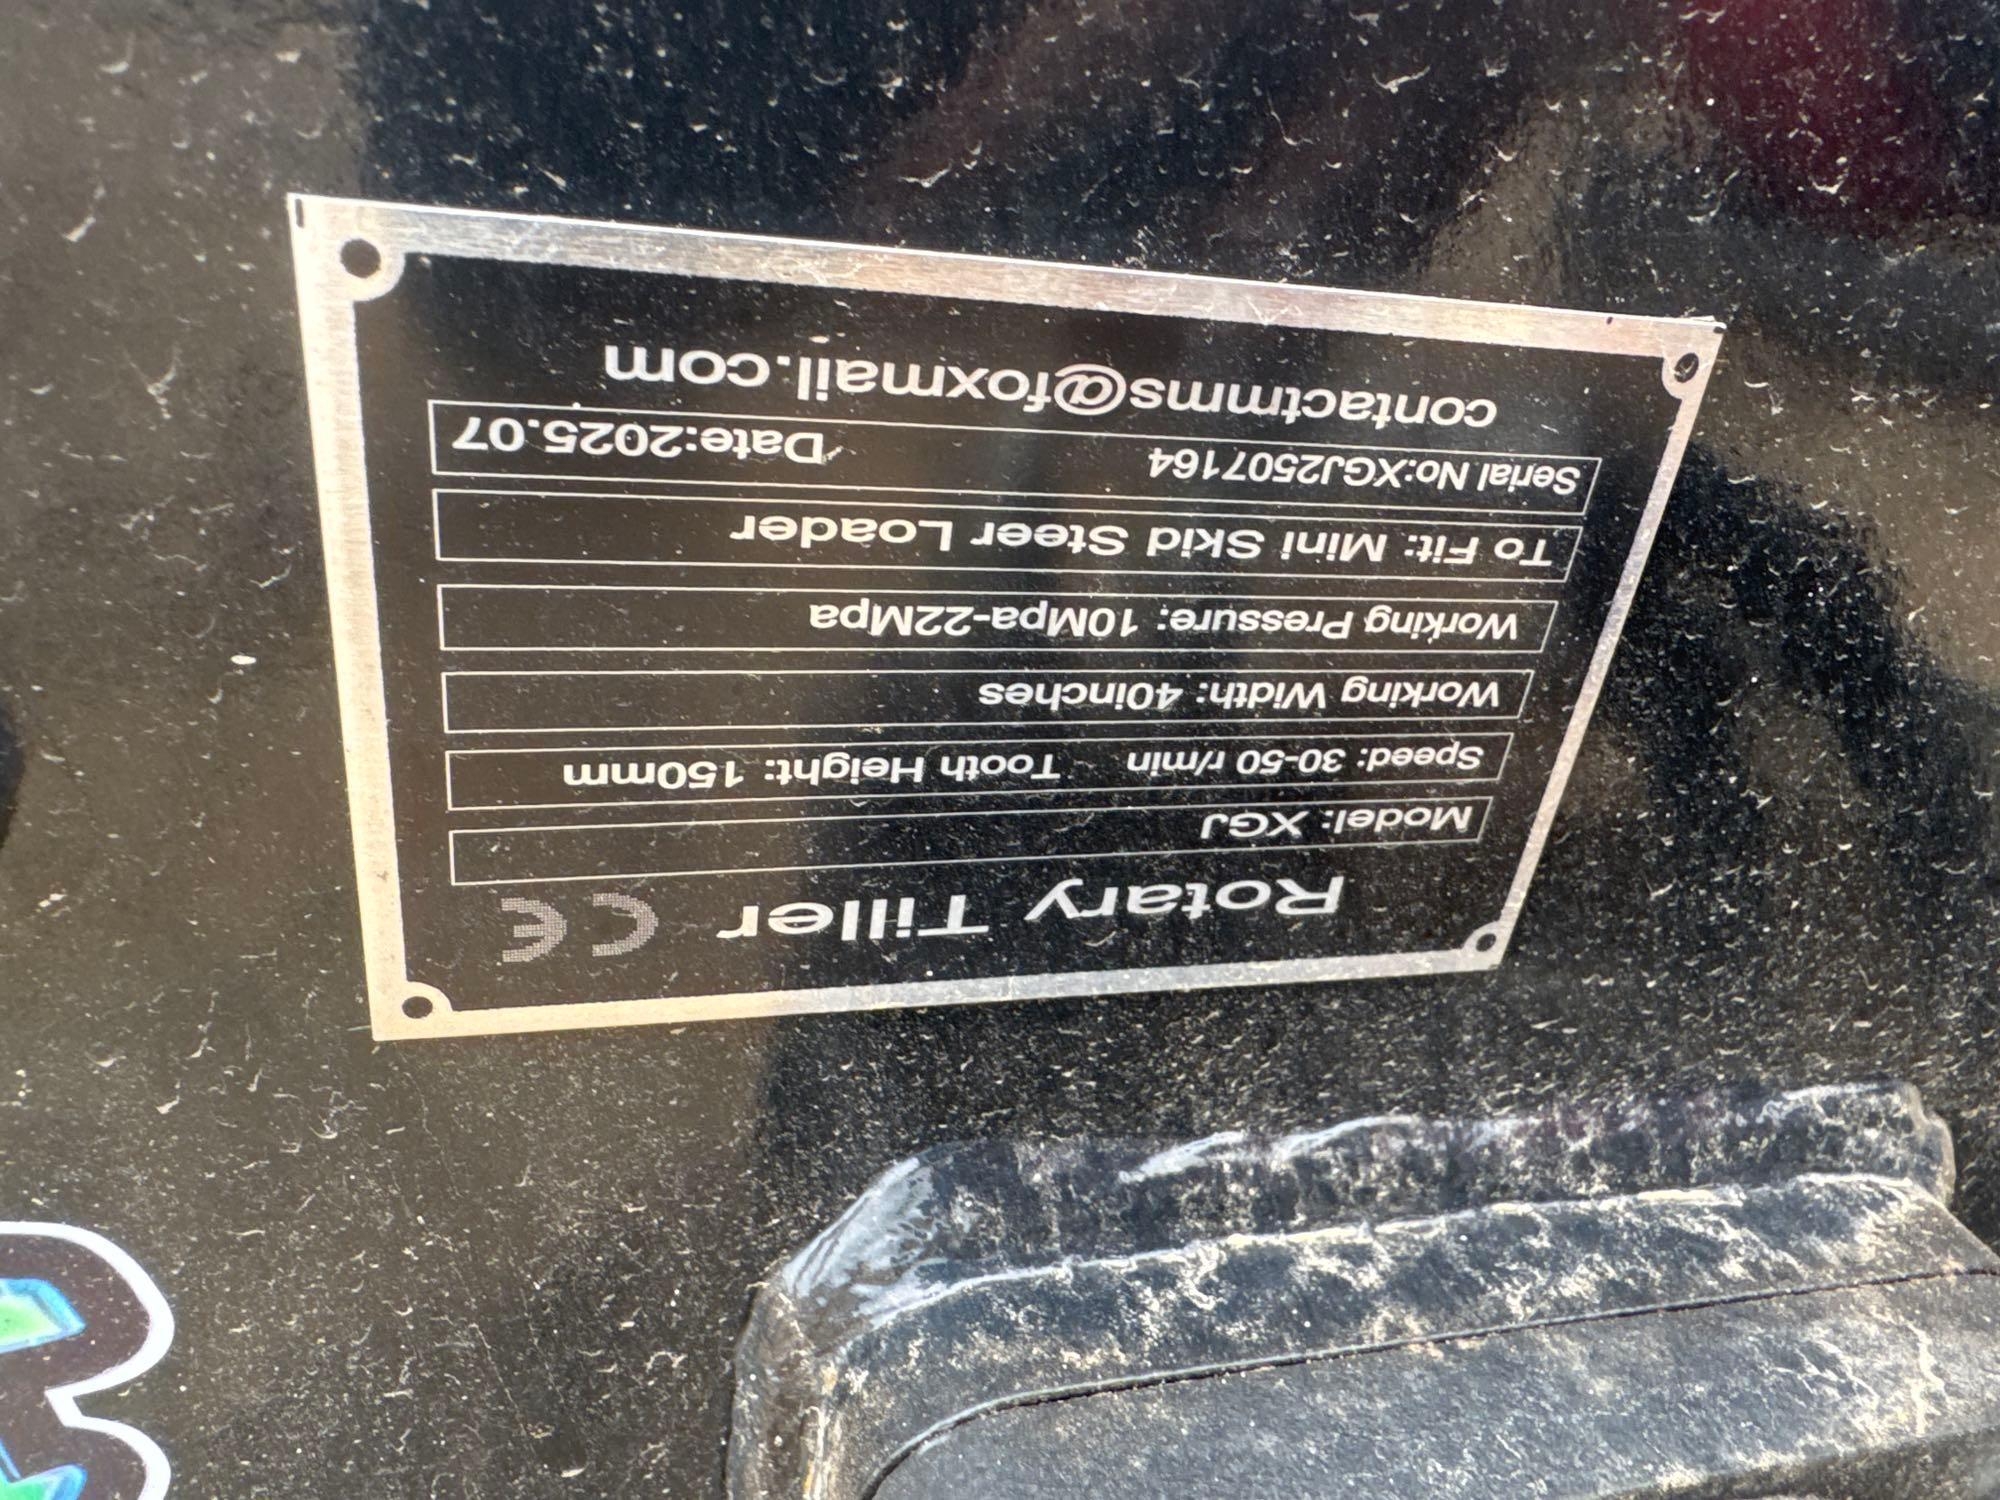 Rotary Tiller CE
Model: XGJ
Speed: 30-50 r/min Tooth Height: 150mm
Working Width: 40inches
Working Pressure: 10Mpa-22Mpa
To Fit: Mini Skid Steer Loader
Serial No:XGJ2507164 Date:2025.07
contactmms@foxmail.com